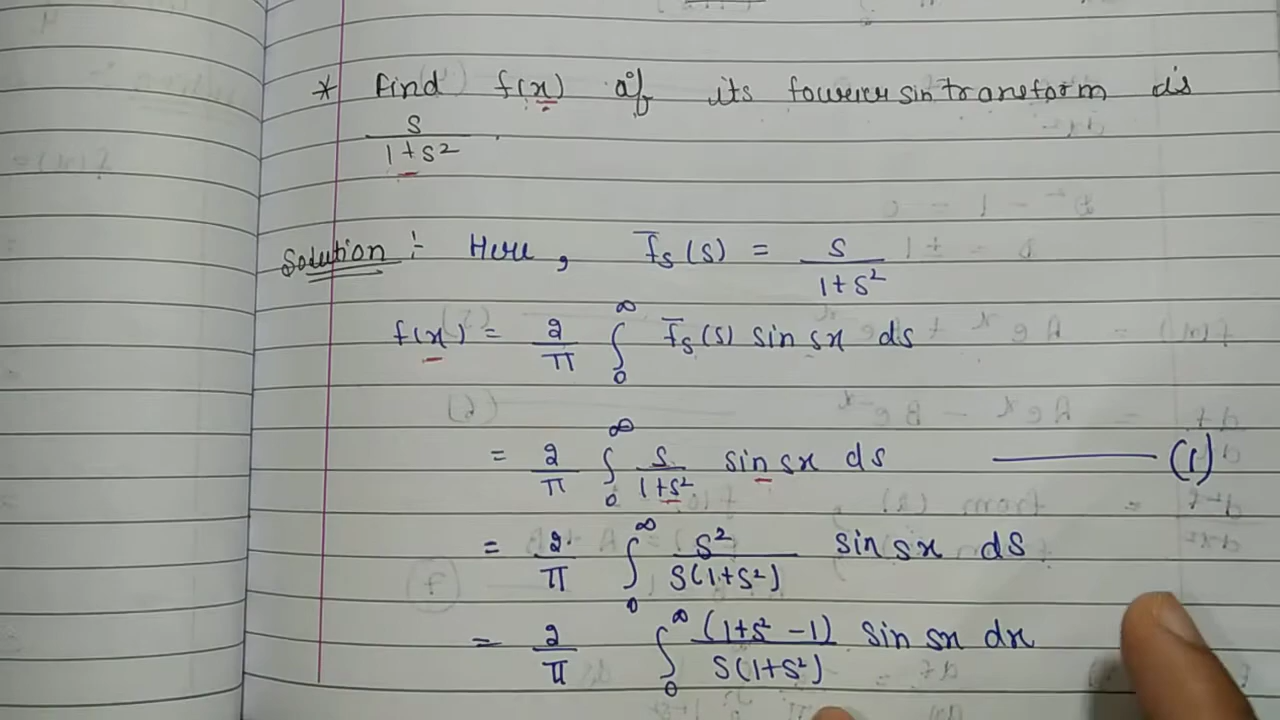 * Find f(x) if its fourier sin transform is
s / 1+s²
Solution :- Here , f̄s(s) = s / 1+s²
f(x) = 2/π ∫₀^∞ f̄s(s) sin sx ds
= 2/π ∫₀^∞ s / 1+s² sin sx ds ——— (1)
= 2/π ∫₀^∞ s² / s(1+s²) sin sx ds
= 2/π ∫₀^∞ (1+s² -1) / s(1+s²) sin sx dx